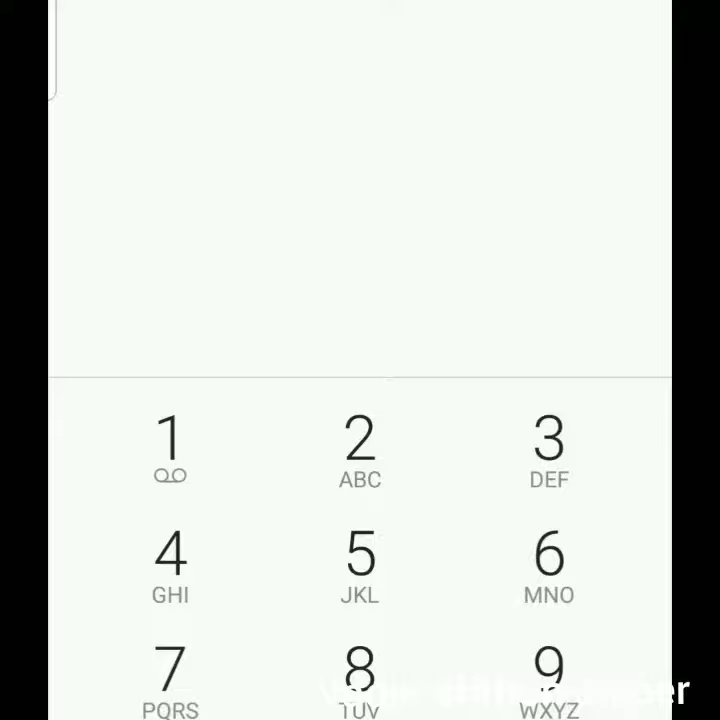 1 2 3
ABC DEF
4 5 6
GHI JKL MNO
7 8 9
PQRS TUV WXYZ